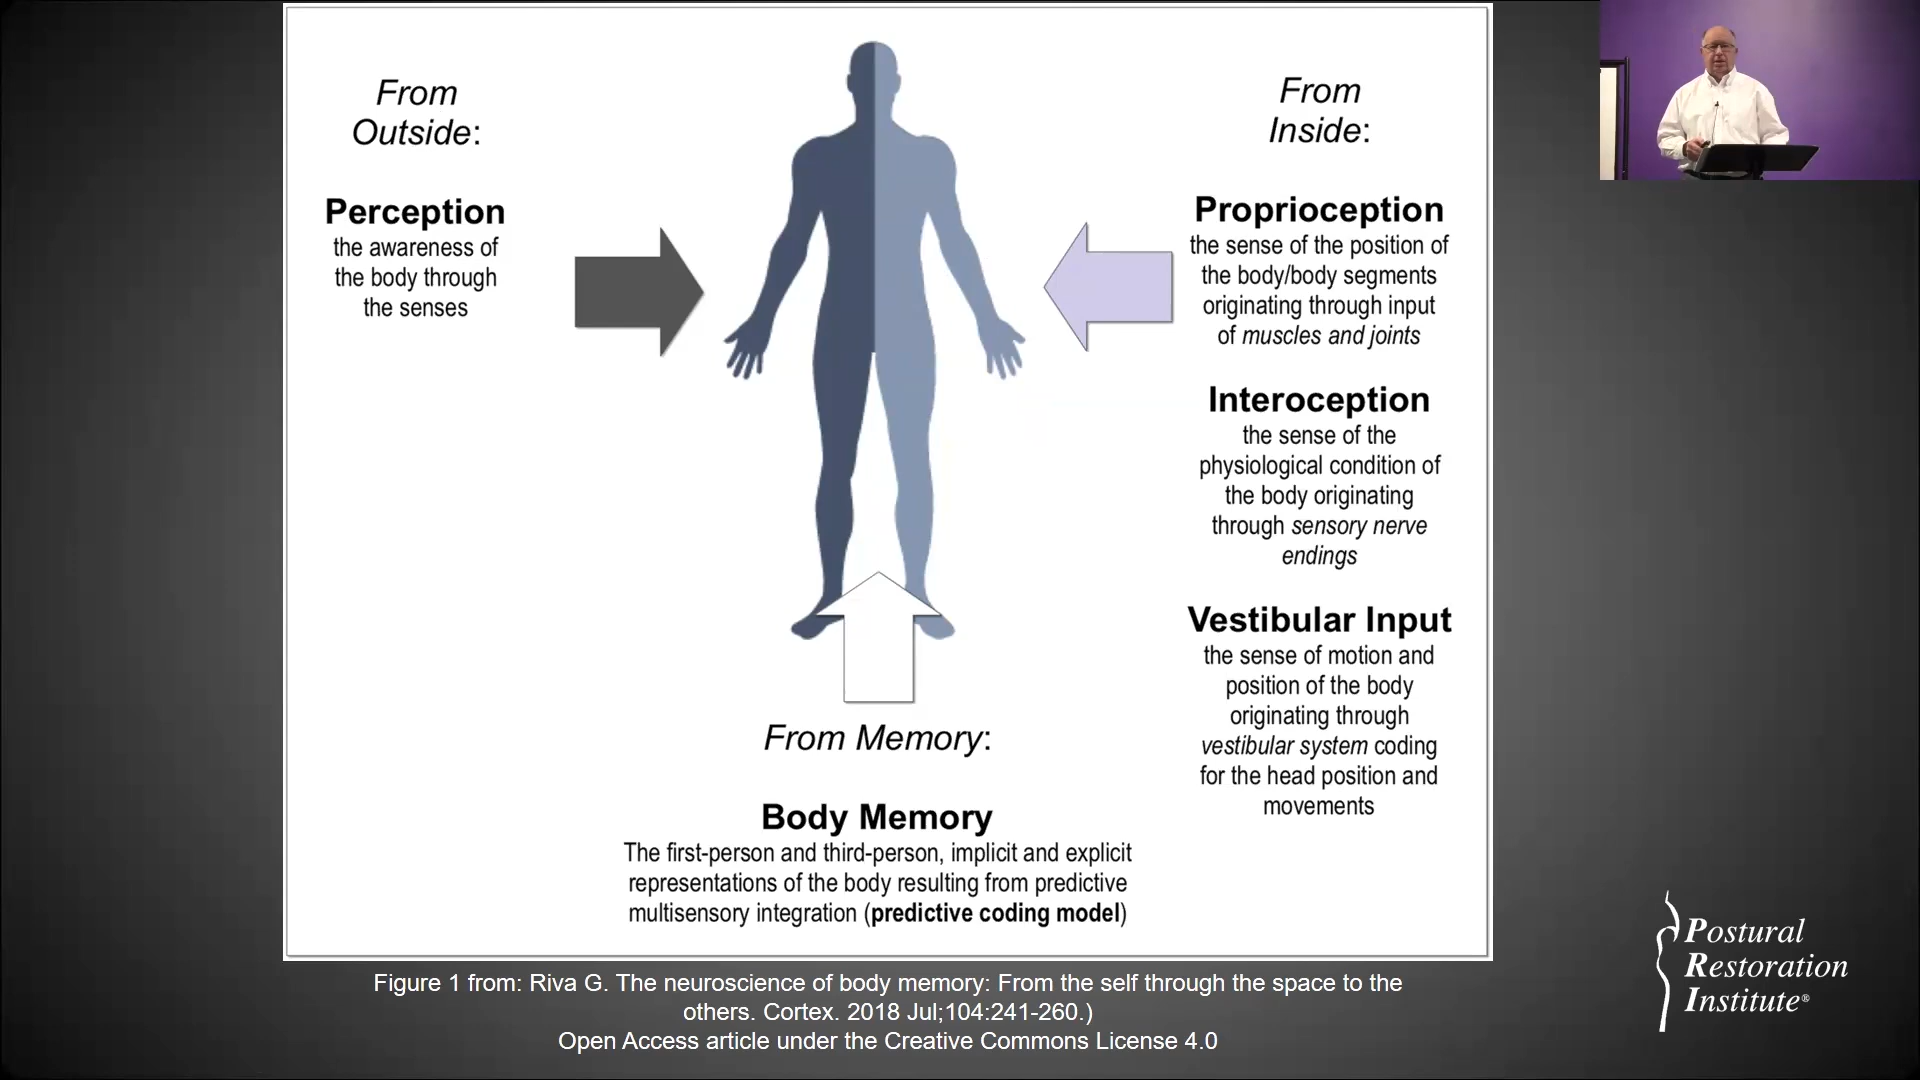 From
Outside:
Perception
the awareness of
the body through
the senses
From
Inside:
Proprioception
the sense of the position of
the body/body segments
originating through input
of muscles and joints
Interoception
the sense of the
physiological condition of
the body originating
through sensory nerve
endings
Vestibular Input
the sense of motion and
position of the body
originating through
vestibular system coding
for the head position and
movements
From Memory:
Body Memory
The first-person and third-person, implicit and explicit
representations of the body resulting from predictive
multisensory integration (predictive coding model)
Figure 1 from: Riva G. The neuroscience of body memory: From the self through the space to the
others. Cortex. 2018 Jul;104:241-260.)
Open Access article under the Creative Commons License 4.0
Postural
Restoration
Institute®